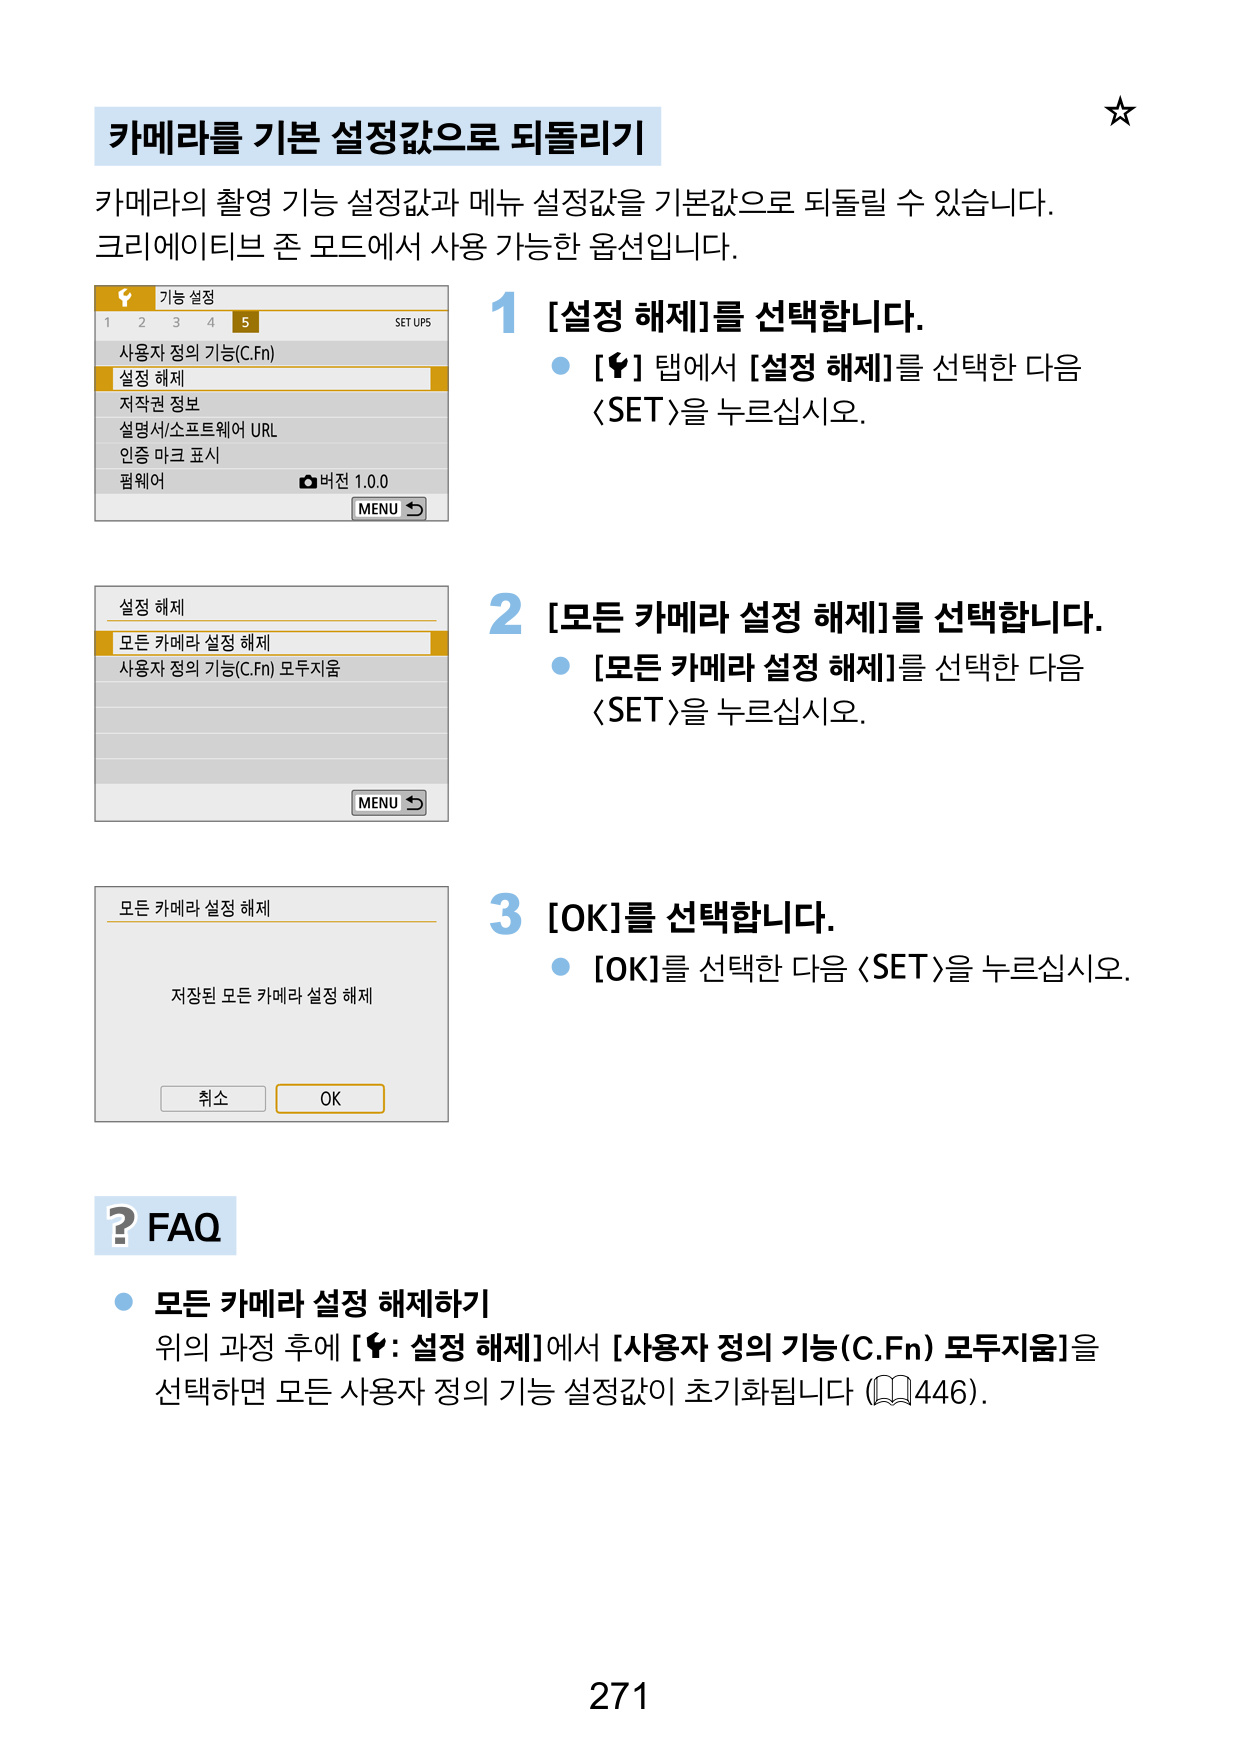 카메라를 기본 설정값으로 되돌리기 ☆
카메라의 촬영 기능 설정값과 메뉴 설정값을 기본값으로 되돌릴 수 있습니다.
크리에이티브 존 모드에서 사용 가능한 옵션입니다.
기능 설정
1 2 3 4 5 SET UP5
사용자 정의 기능(C.Fn)
설정 해제
저작권 정보
설명서/소프트웨어 URL
인증 마크 표시
펌웨어 버전 1.0.0
MENU
1 [설정 해제]를 선택합니다.
● [] 탭에서 [설정 해제]를 선택한 다음
〈SET〉을 누르십시오.
설정 해제
모든 카메라 설정 해제
사용자 정의 기능(C.Fn) 모두지움
MENU
2 [모든 카메라 설정 해제]를 선택합니다.
● [모든 카메라 설정 해제]를 선택한 다음
〈SET〉을 누르십시오.
모든 카메라 설정 해제
저장된 모든 카메라 설정 해제
취소 OK
3 [OK]를 선택합니다.
● [OK]를 선택한 다음 〈SET〉을 누르십시오.
? FAQ
● 모든 카메라 설정 해제하기
위의 과정 후에 [: 설정 해제]에서 [사용자 정의 기능(C.Fn) 모두지움]을
선택하면 모든 사용자 정의 기능 설정값이 초기화됩니다 (446).
271